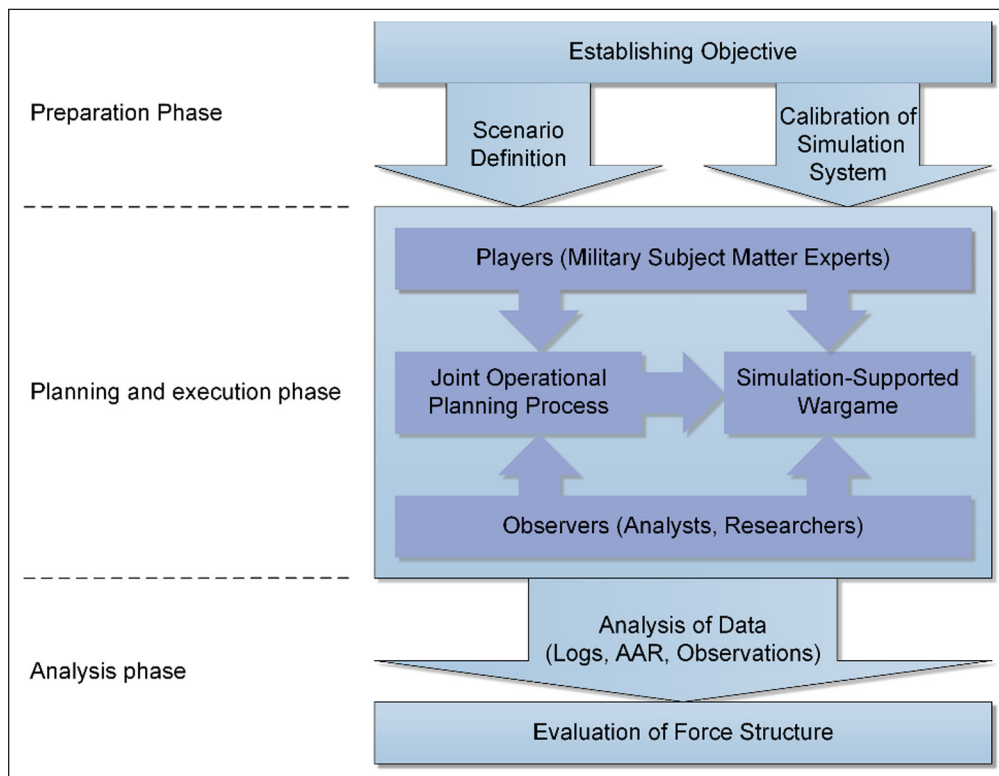 Establishing Objective
Preparation Phase
Scenario
Definition
Calibration of
Simulation
System
Players (Military Subject Matter Experts)
Planning and execution phase
Joint Operational
Planning Process
Simulation-Supported
Wargame
Observers (Analysts, Researchers)
Analysis of Data
(Logs, AAR, Observations)
Analysis phase
Evaluation of Force Structure